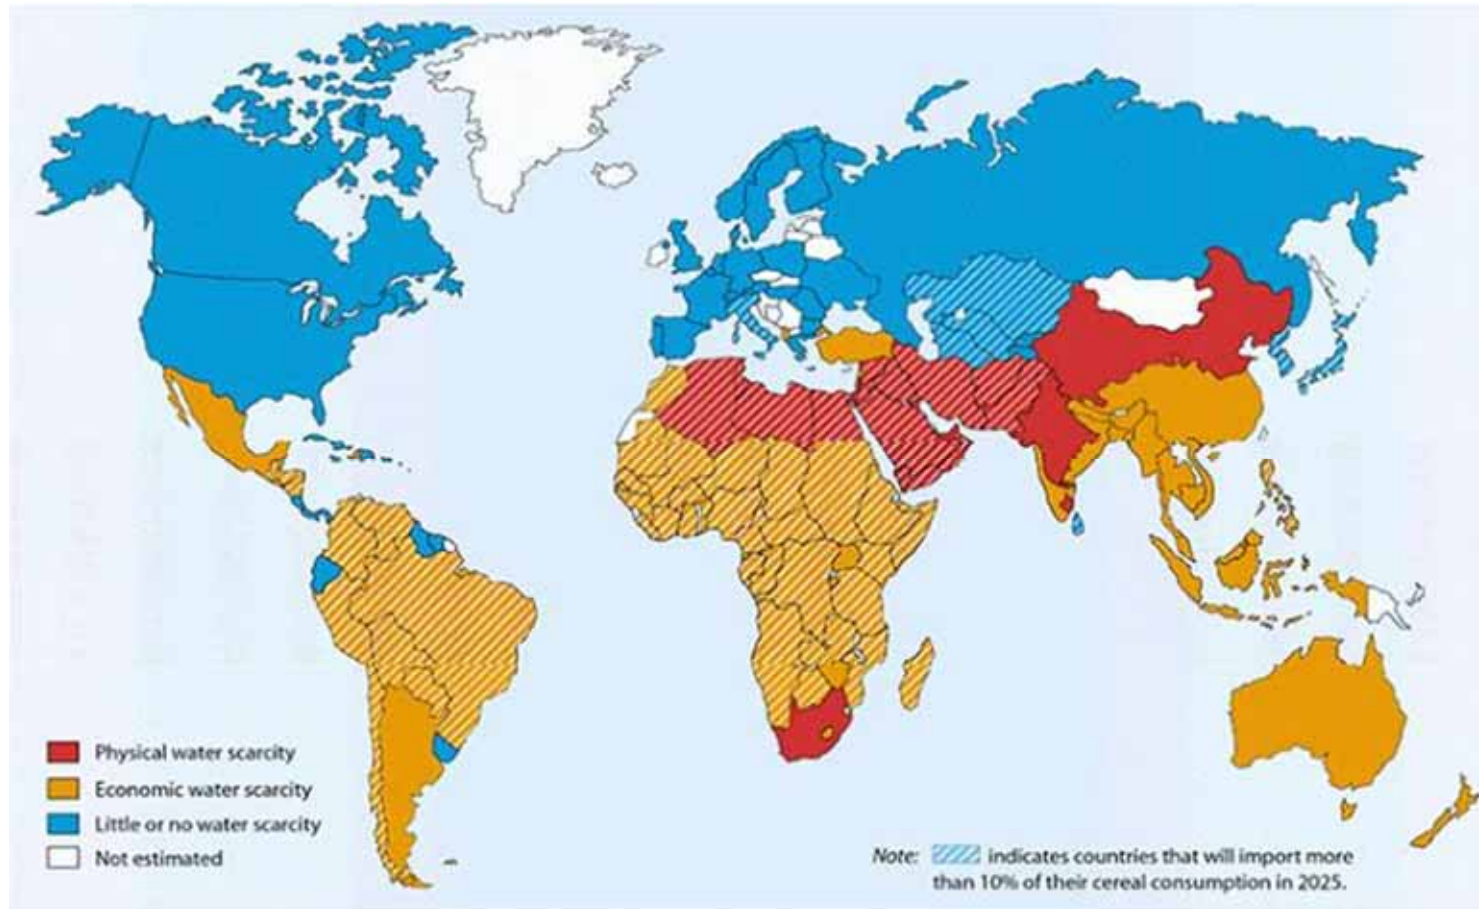 Physical water scarcity
Economic water scarcity
Little or no water scarcity
Not estimated
Note: indicates countries that will import more
than 10% of their cereal consumption in 2025.